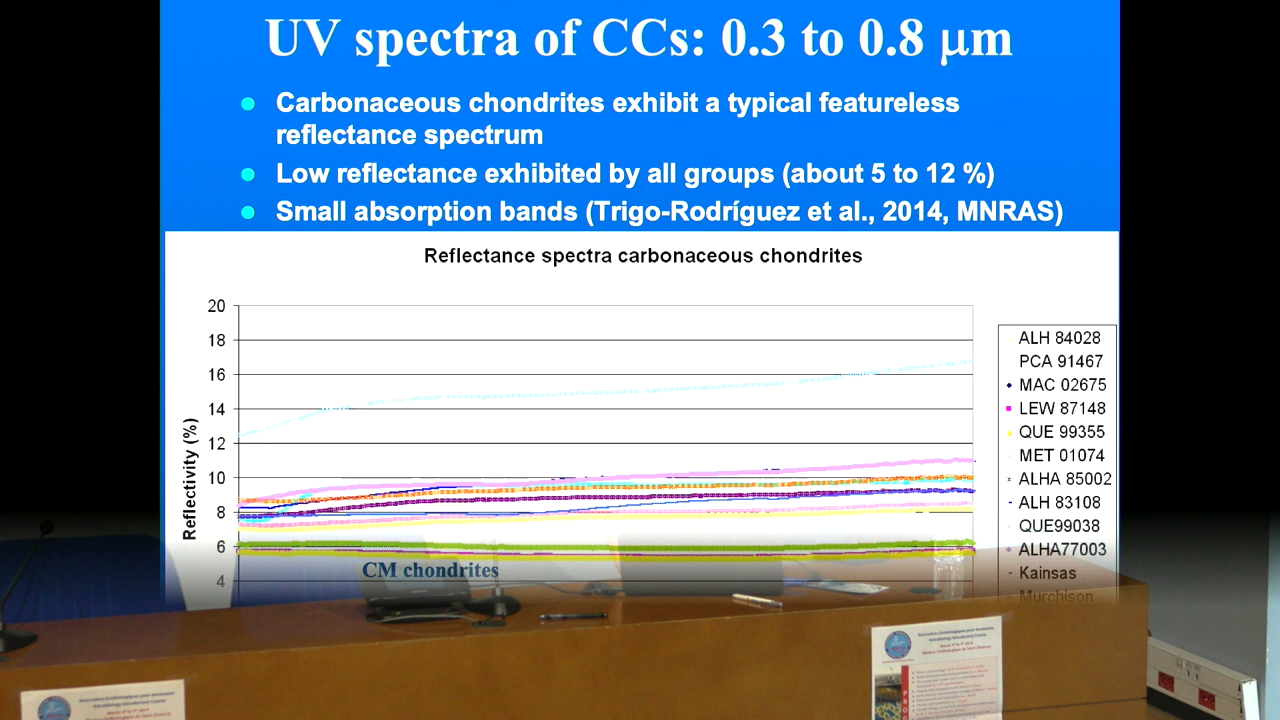 UV spectra of CCs: 0.3 to 0.8 μm
Carbonaceous chondrites exhibit a typical featureless
reflectance spectrum
Low reflectance exhibited by all groups (about 5 to 12 %)
Small absorption bands (Trigo-Rodríguez et al., 2014, MNRAS)
Reflectance spectra carbonaceous chondrites
20
18
16
14
12
10
8
6
4
Reflectivity (%)
CM chondrites
ALH 84028
PCA 91467
MAC 02675
LEW 87148
QUE 99355
MET 01074
ALHA 85002
ALH 83108
QUE99038
ALHA77003
Kainsas
Murchison